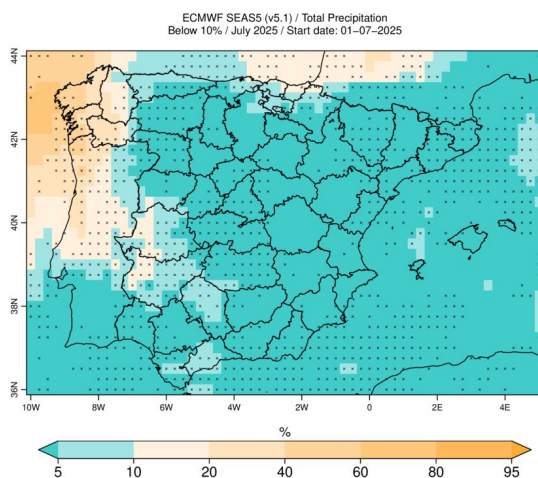 ECMWF SEAS5 (v5.1) / Total Precipitation
Below 10% / July 2025 / Start date: 01−07−2025
44N
42N
40N
38N
36N
10W 8W 6W 4W 2W 0 2E 4E
%
5 10 20 40 60 80 95